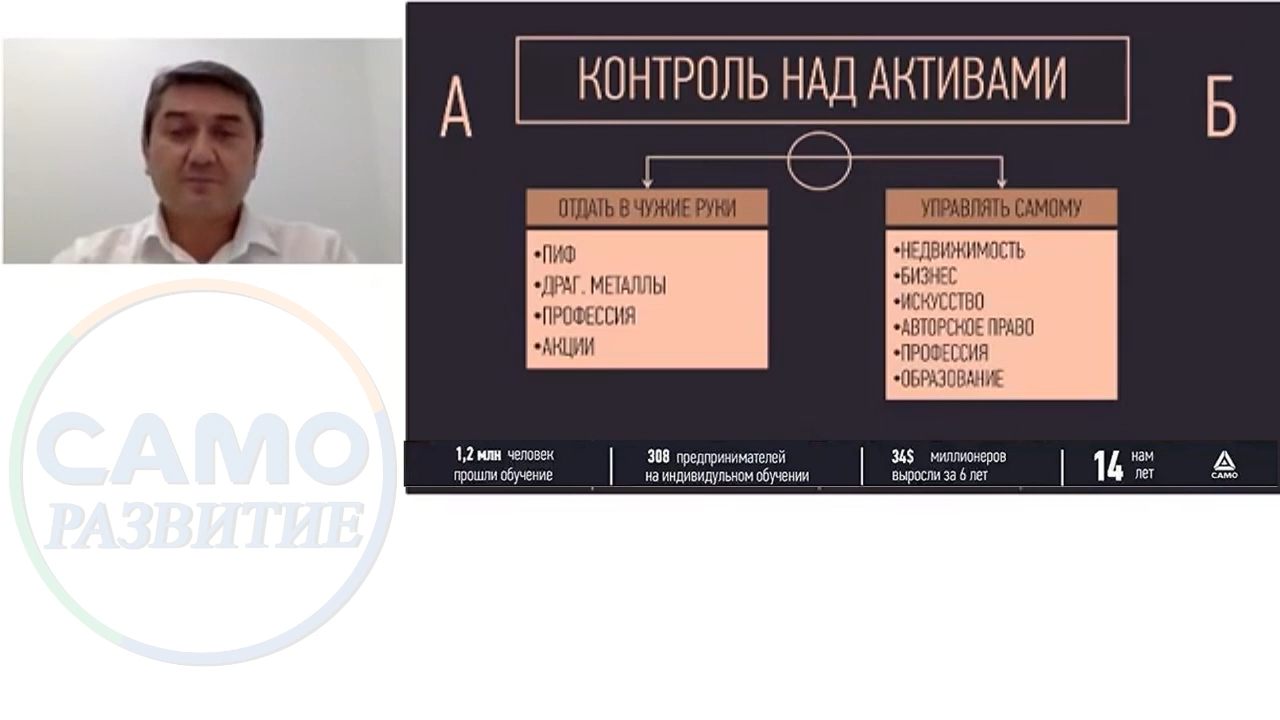 КОНТРОЛЬ НАД АКТИВАМИ
А
Б
ОТДАТЬ В ЧУЖИЕ РУКИ
•ПИФ
•ДРАГ. МЕТАЛЛЫ
•ПРОФЕССИЯ
•АКЦИИ
УПРАВЛЯТЬ САМОМУ
•НЕДВИЖИМОСТЬ
•БИЗНЕС
•ИСКУССТВО
•АВТОРСКОЕ ПРАВО
•ПРОФЕССИЯ
•ОБРАЗОВАНИЕ
1,2 млн человек
прошли обучение
308 предпринимателей
на индивидульном обучении
34$ миллионеров
выросли за 6 лет
14 нам
лет
САМО
САМО
РАЗВИТИЕ